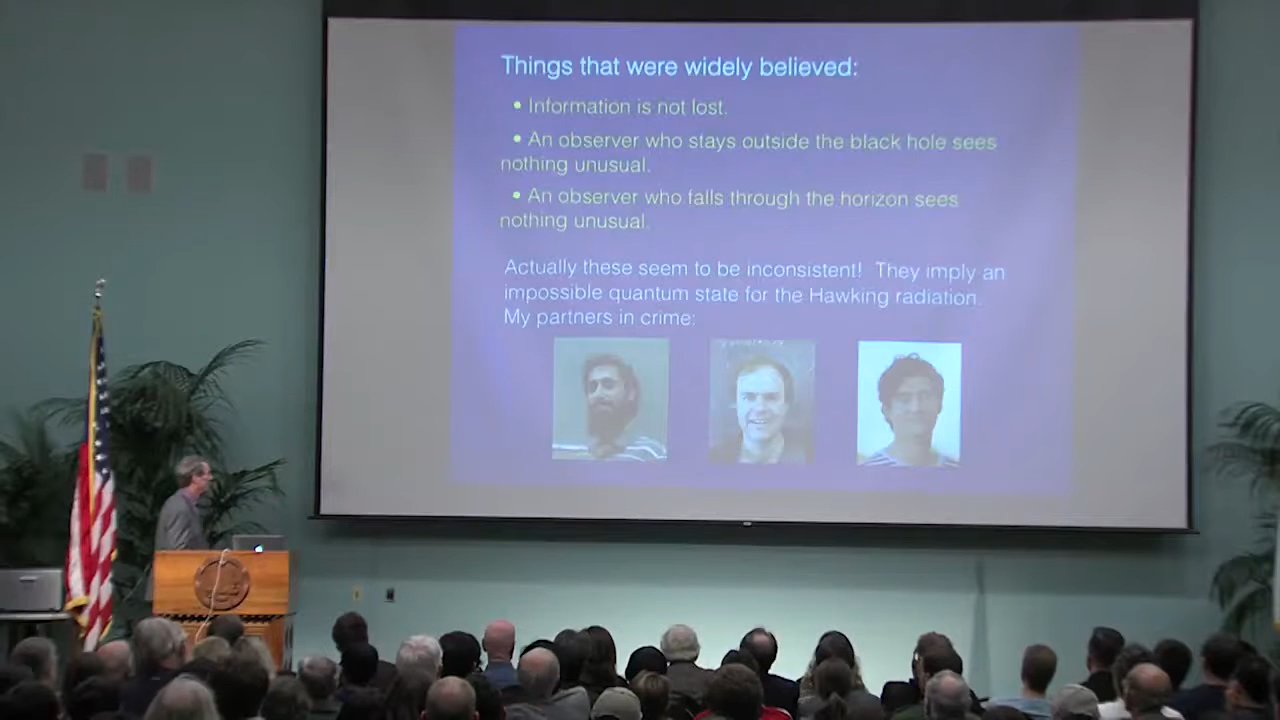 Things that were widely believed:
• Information is not lost.
• An observer who stays outside the black hole sees
nothing unusual.
• An observer who falls through the horizon sees
nothing unusual.
Actually these seem to be inconsistent! They imply an
impossible quantum state for the Hawking radiation.
My partners in crime: